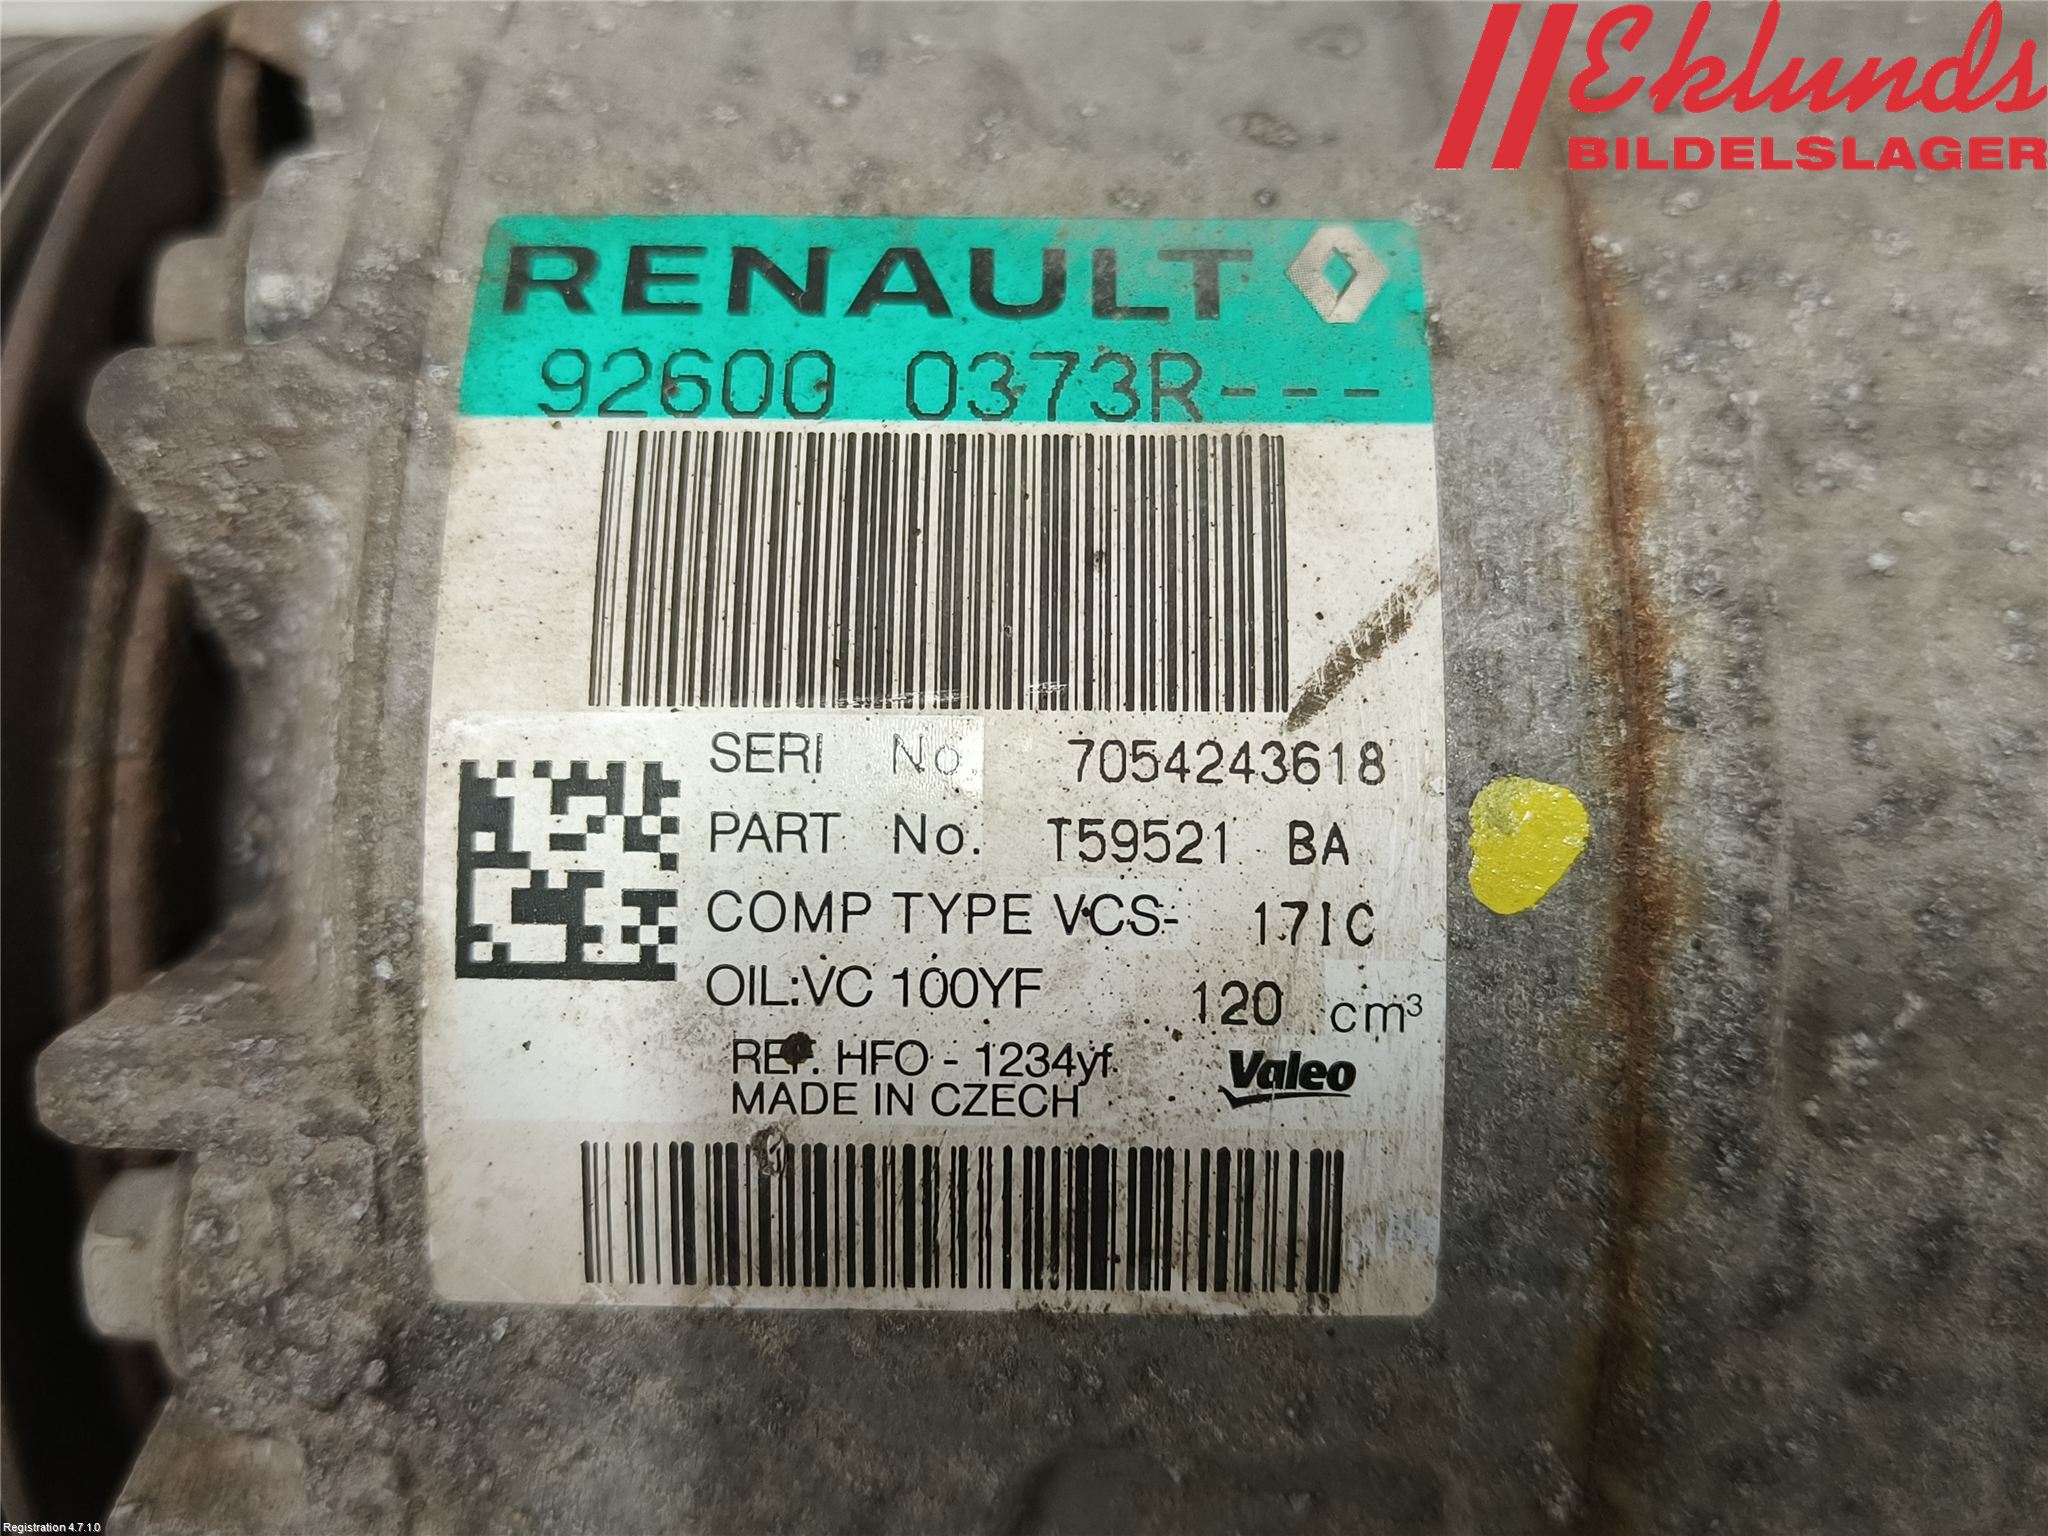 Eklunds
BILDELSLAGER
RENAULT
92600 0373R---
SERI No. 7054243618
PART No. T59521 BA
COMP TYPE VCS- 171C
OIL:VC 100YF 120 cm³
REF. HFO - 1234yf
MADE IN CZECH
Valeo
Registration 4.7.1.0